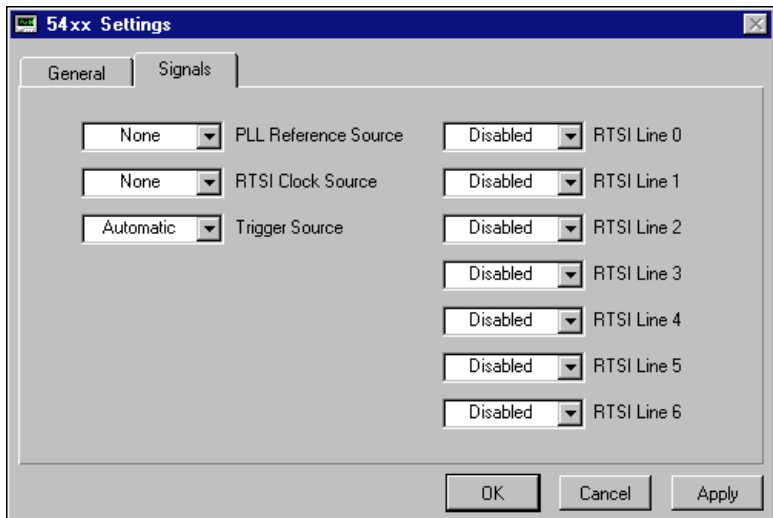 54xx Settings
General
Signals
None
PLL Reference Source
None
RTSI Clock Source
Automatic
Trigger Source
Disabled
RTSI Line 0
Disabled
RTSI Line 1
Disabled
RTSI Line 2
Disabled
RTSI Line 3
Disabled
RTSI Line 4
Disabled
RTSI Line 5
Disabled
RTSI Line 6
OK
Cancel
Apply